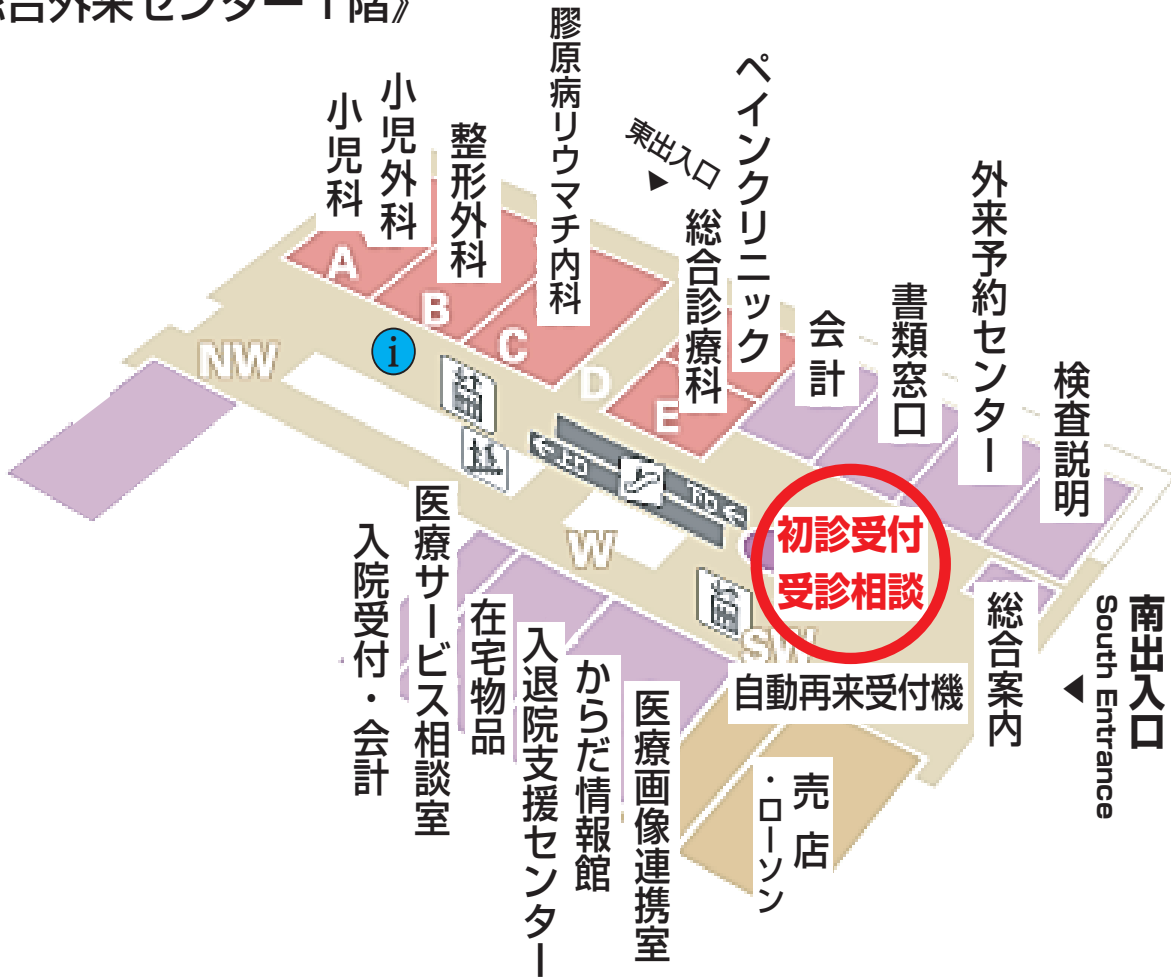 総合外来センター1階》
小児科
小児外科
整形外科
膠原病リウマチ内科
東出入口
ペインクリニック
総合診療科
会計
書類窓口
外来予約センター
検査説明
A
B
C
D
E
NW
i
W
初診受付
受診相談
SW
自動再来受付機
総合案内
南出入口
South Entrance
入院受付・会計
医療サービス相談室
在宅物品
入退院支援センター
からだ情報館
医療画像連携室
売店
・ローソン